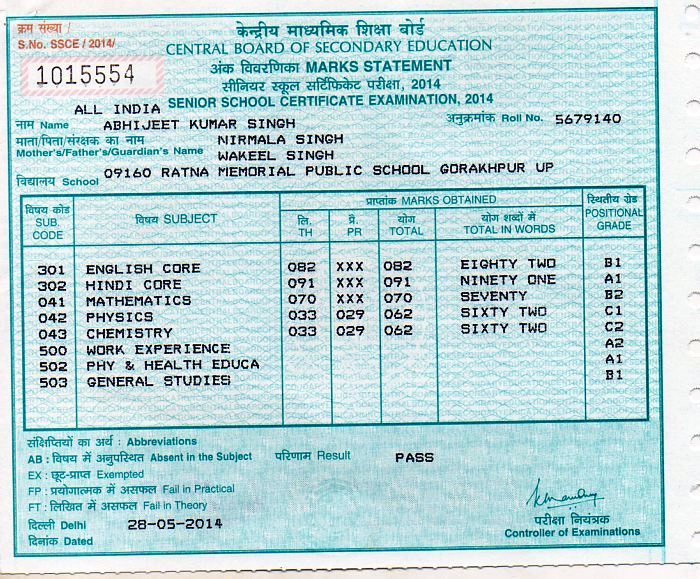 क्रम संख्या / केन्द्रीय माध्यमिक शिक्षा बोर्ड
S.No. SSCE / 2014/ CENTRAL BOARD OF SECONDARY EDUCATION
1015554 अंक विवरणिका MARKS STATEMENT
सीनियर स्कूल सर्टिफिकेट परीक्षा, 2014
ALL INDIA SENIOR SCHOOL CERTIFICATE EXAMINATION, 2014
नाम Name ABHIJEET KUMAR SINGH अनुक्रमांक Roll No. 5679140
माता/पिता/संरक्षक का नाम NIRMALA SINGH
Mother's/Father's/Guardian's Name WAKEEL SINGH
विद्यालय School 09160 RATNA MEMORIAL PUBLIC SCHOOL GORAKHPUR UP
विषय कोड SUB. CODE विषय SUBJECT प्राप्तांक MARKS OBTAINED स्थितीय ग्रेड POSITIONAL GRADE
लि. TH प्रे. PR योग TOTAL योग शब्दों में TOTAL IN WORDS
301 ENGLISH CORE 082 XXX 082 EIGHTY TWO B1
302 HINDI CORE 091 XXX 091 NINETY ONE A1
041 MATHEMATICS 070 XXX 070 SEVENTY B2
042 PHYSICS 033 029 062 SIXTY TWO C1
043 CHEMISTRY 033 029 062 SIXTY TWO C2
500 WORK EXPERIENCE A2
502 PHY & HEALTH EDUCA A1
503 GENERAL STUDIES B1
संक्षिप्तियों का अर्थ : Abbreviations
AB : विषय में अनुपस्थित Absent in the Subject परिणाम Result PASS
EX : छूट-प्राप्त Exempted
FP : प्रयोगात्मक में असफल Fail in Practical
FT : लिखित में असफल Fail in Theory
दिल्ली Delhi 28-05-2014 परीक्षा नियंत्रक
दिनांक Dated Controller of Examinations